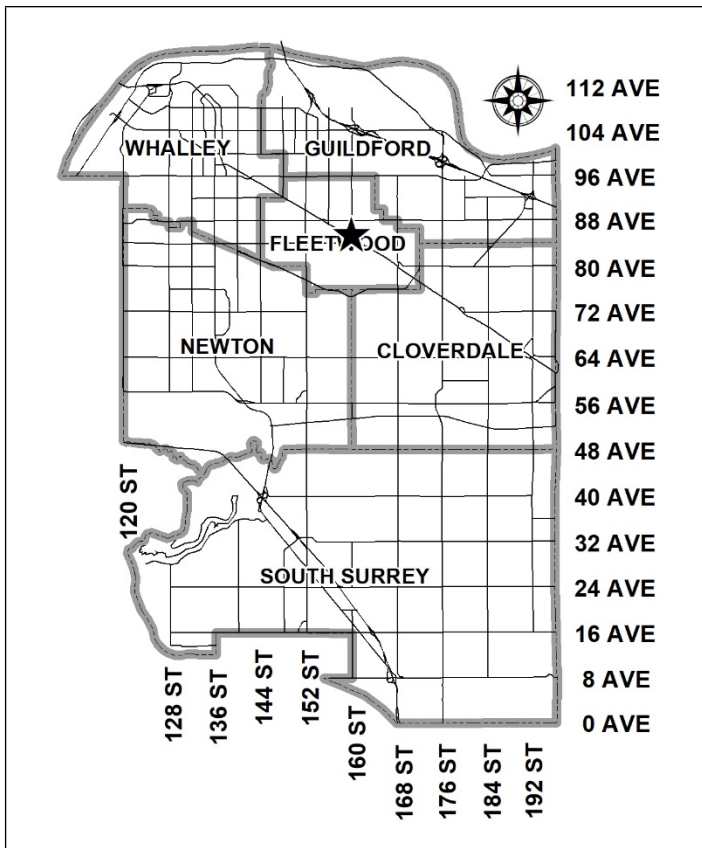 112 AVE
104 AVE
WHALLEY
GUILDFORD
96 AVE
88 AVE
FLEETWOOD
80 AVE
72 AVE
NEWTON
CLOVERDALE
64 AVE
56 AVE
48 AVE
120 ST
40 AVE
32 AVE
SOUTH SURREY
24 AVE
16 AVE
8 AVE
0 AVE
128 ST
136 ST
144 ST
152 ST
160 ST
168 ST
176 ST
184 ST
192 ST